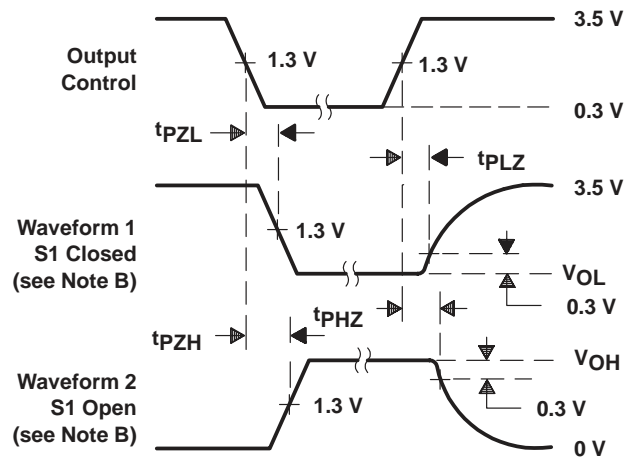 3.5 V
Output
Control
1.3 V
1.3 V
0.3 V
tPZL
tPLZ
3.5 V
Waveform 1
S1 Closed
(see Note B)
1.3 V
VOL
0.3 V
tPHZ
tPZH
VOH
Waveform 2
S1 Open
(see Note B)
1.3 V
0.3 V
0 V